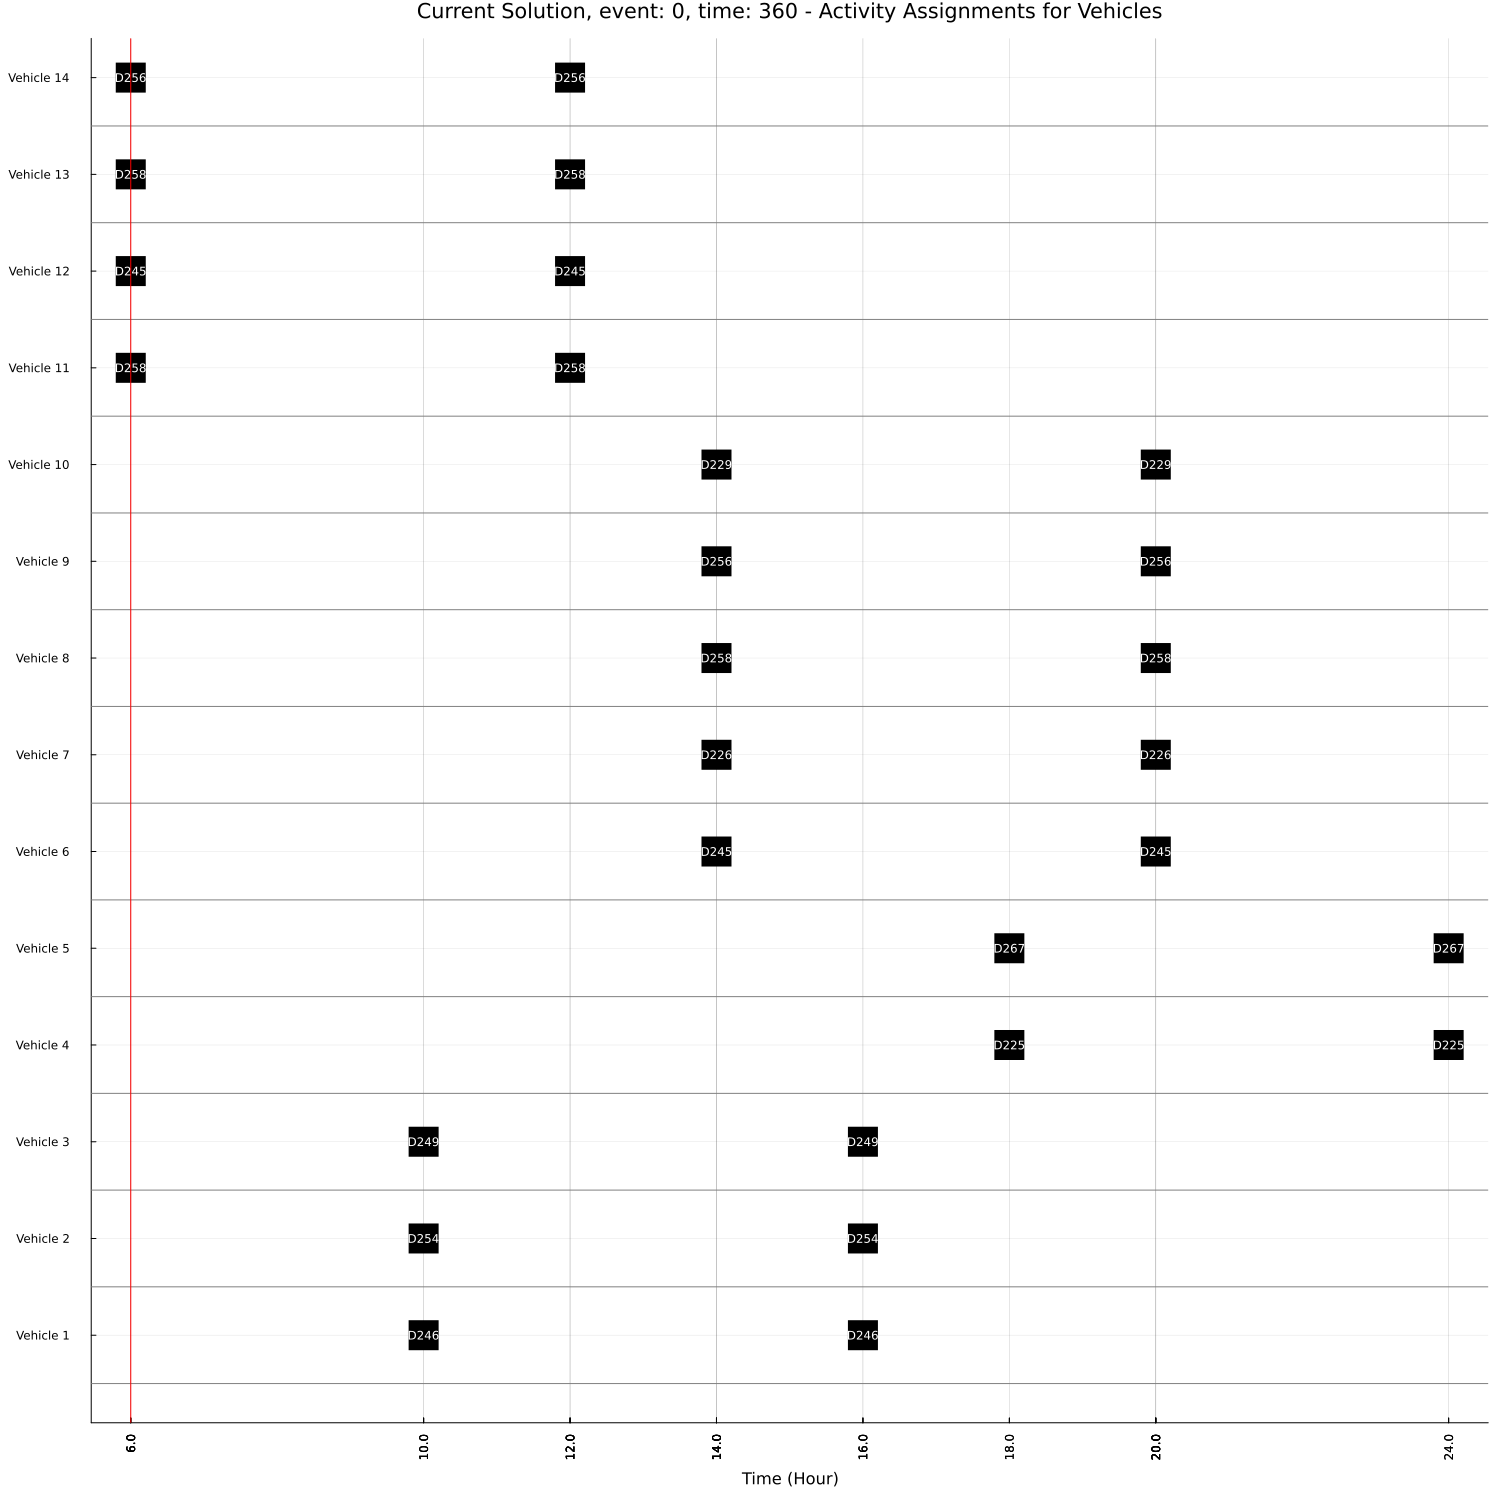 Current Solution, event: 0, time: 360 - Activity Assignments for Vehicles
Vehicle 14 D256 D256
Vehicle 13 D258 D258
Vehicle 12 D245 D245
Vehicle 11 D258 D258
Vehicle 10 D229 D229
Vehicle 9 D256 D256
Vehicle 8 D258 D258
Vehicle 7 D226 D226
Vehicle 6 D245 D245
Vehicle 5 D267 D267
Vehicle 4 D225 D225
Vehicle 3 D249 D249
Vehicle 2 D254 D254
Vehicle 1 D246 D246
6.0 10.0 12.0 14.0 16.0 18.0 20.0 24.0
Time (Hour)